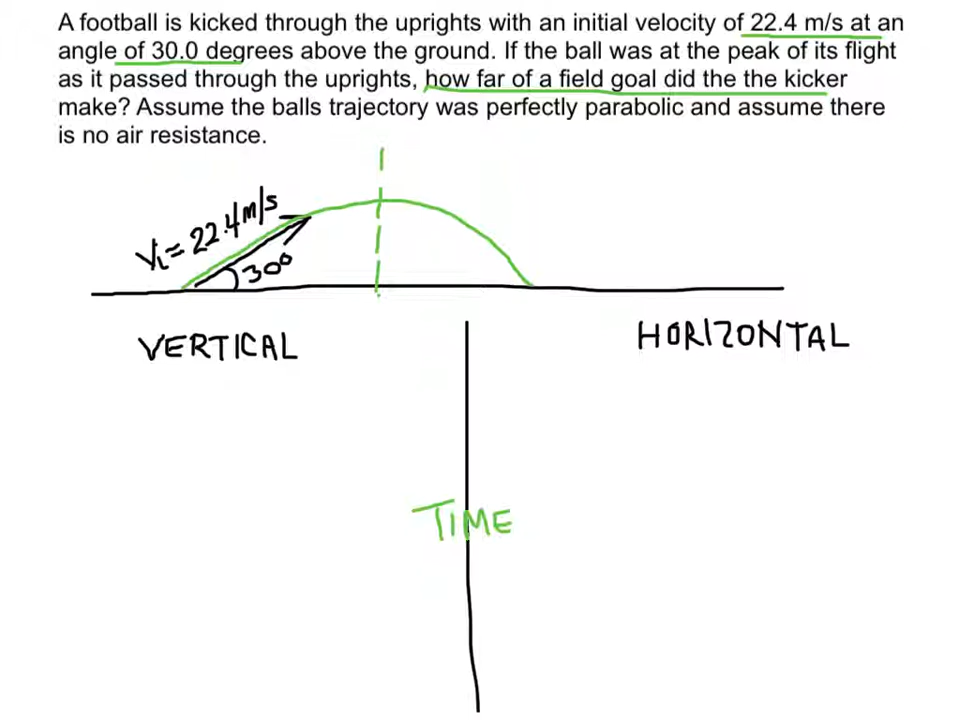 A football is kicked through the uprights with an initial velocity of 22.4 m/s at an
angle of 30.0 degrees above the ground. If the ball was at the peak of its flight
as it passed through the uprights, how far of a field goal did the the kicker
make? Assume the balls trajectory was perfectly parabolic and assume there
is no air resistance.
Vi = 22.4 m/s
30°
VERTICAL
HORIZONTAL
TIME